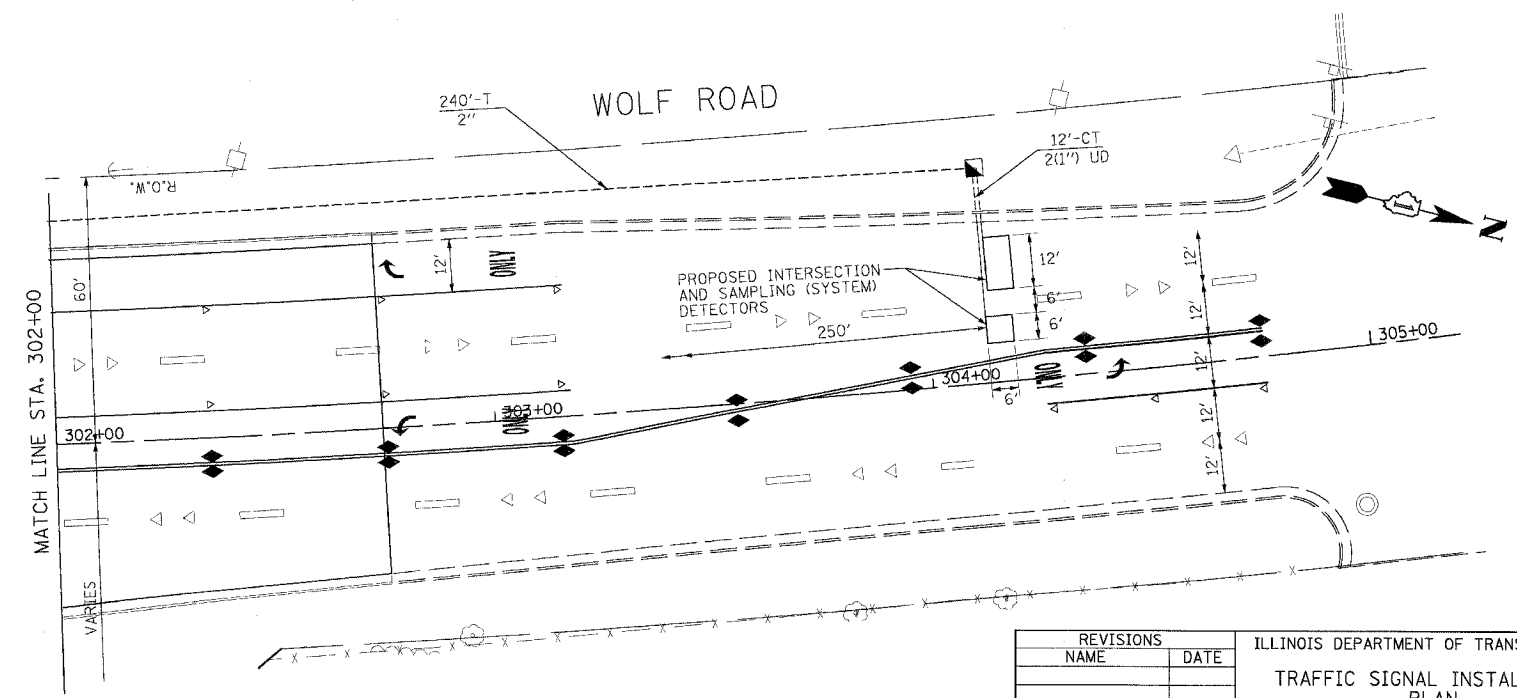 WOLF ROAD
240'-T
2"
12'-CT
2(1") UD
R.O.W.
N
60'
12'
ONLY
PROPOSED INTERSECTION
AND SAMPLING (SYSTEM)
DETECTORS
250'
12'
6'
6'
6'
12'
12'
12'
12'
12'
305+00
304+00
ONLY
303+00
ONLY
302+00
MATCH LINE STA. 302+00
VARIES
REVISIONS
NAME DATE
ILLINOIS DEPARTMENT OF TRANS
TRAFFIC SIGNAL INSTAL
PLAN